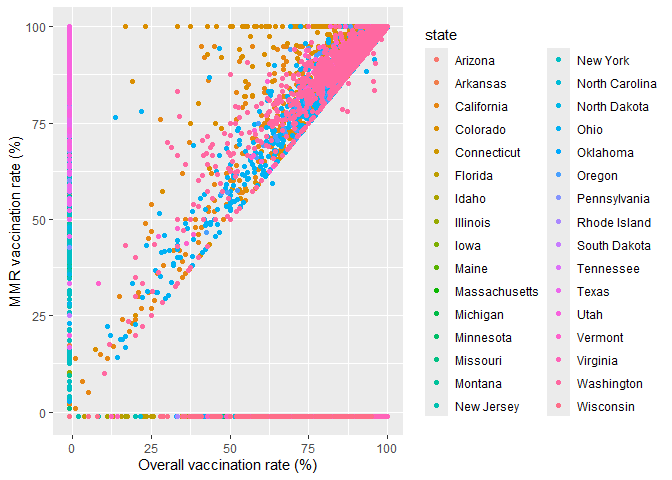 100
75
50
25
0
MMR vaccination rate (%)
0
25
50
75
100
Overall vaccination rate (%)
state
Arizona
Arkansas
California
Colorado
Connecticut
Florida
Idaho
Illinois
Iowa
Maine
Massachusetts
Michigan
Minnesota
Missouri
Montana
New Jersey
New York
North Carolina
North Dakota
Ohio
Oklahoma
Oregon
Pennsylvania
Rhode Island
South Dakota
Tennessee
Texas
Utah
Vermont
Virginia
Washington
Wisconsin